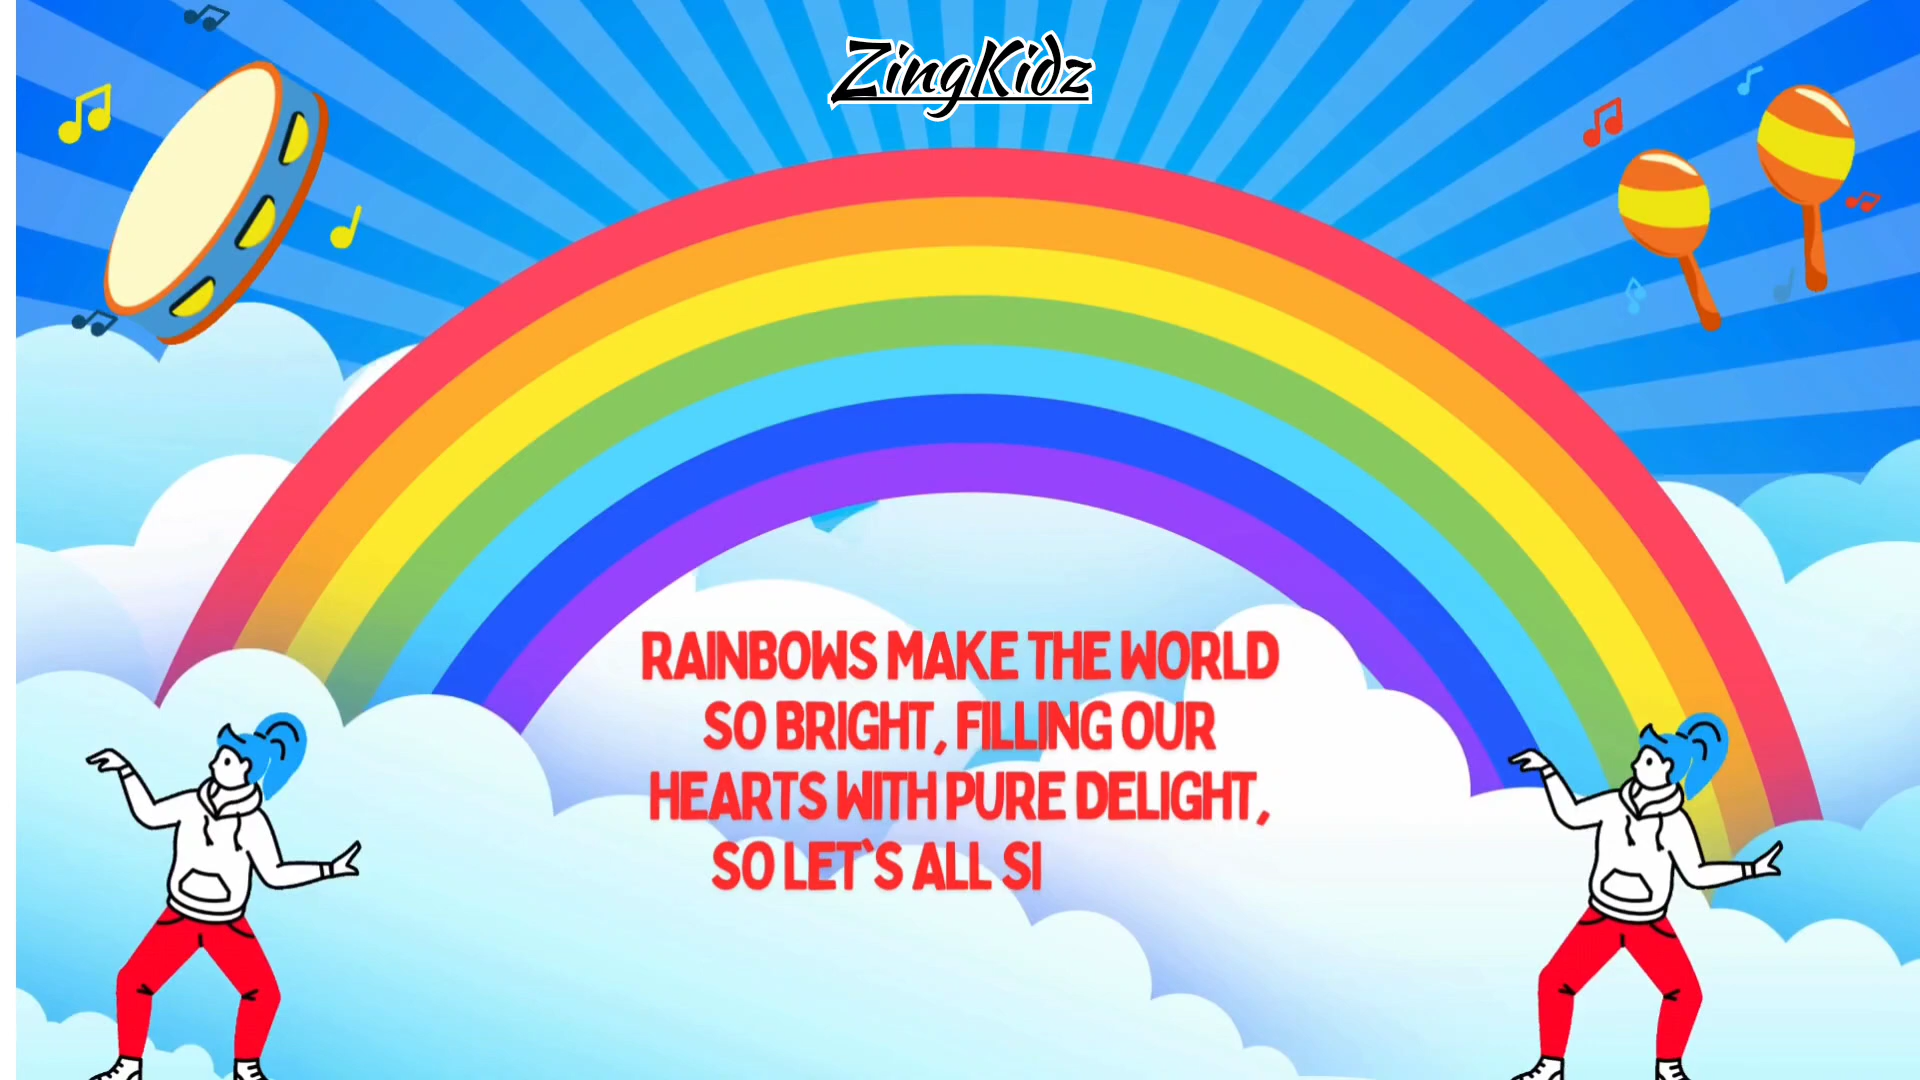 ZingKidz
RAINBOWS MAKE THE WORLD
SO BRIGHT, FILLING OUR
HEARTS WITH PURE DELIGHT,
SO LET`S ALL SI